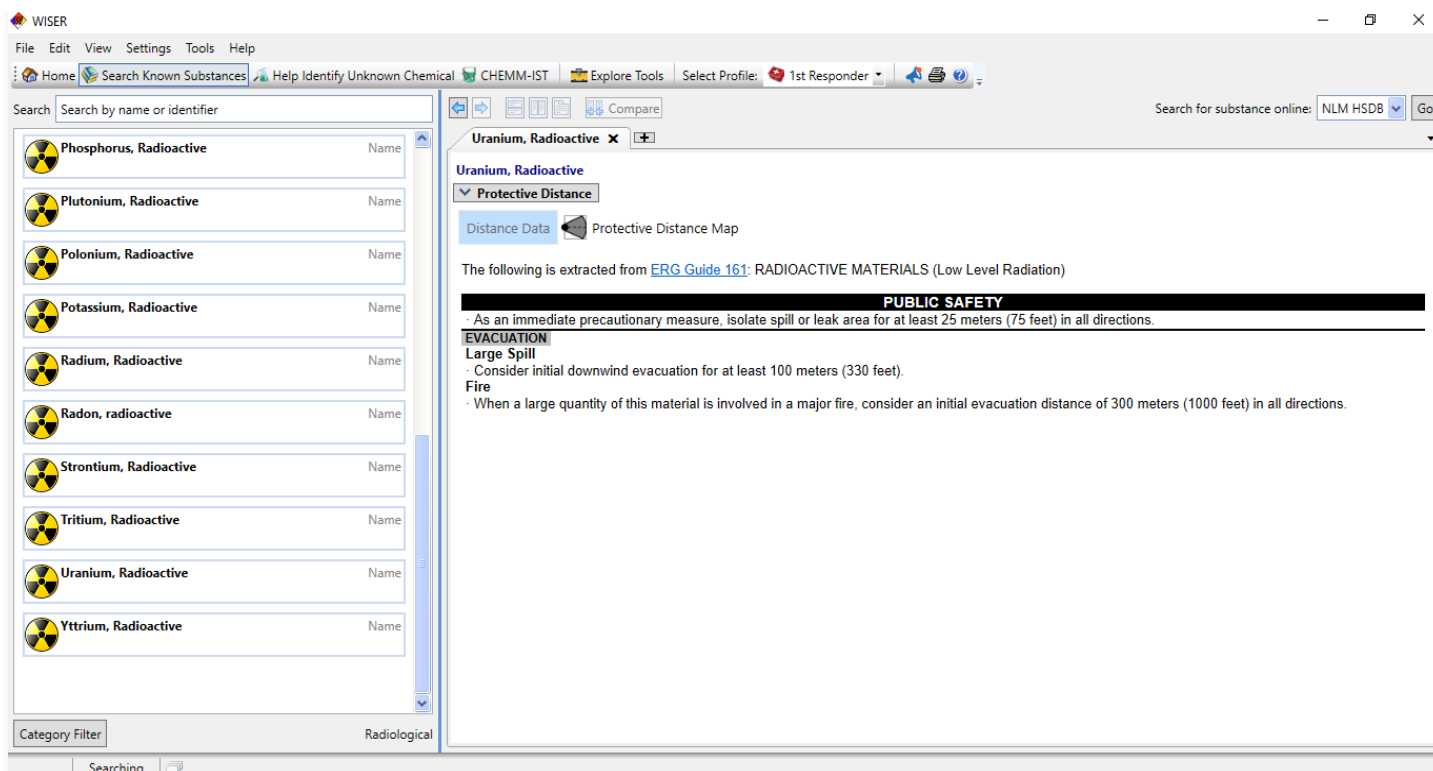 WISER
File Edit View Settings Tools Help
Home Search Known Substances Help Identify Unknown Chemical CHEMM-IST Explore Tools Select Profile: 1st Responder
Search Search by name or identifier
Phosphorus, Radioactive Name
Plutonium, Radioactive Name
Polonium, Radioactive Name
Potassium, Radioactive Name
Radium, Radioactive Name
Radon, radioactive Name
Strontium, Radioactive Name
Tritium, Radioactive Name
Uranium, Radioactive Name
Yttrium, Radioactive Name
Category Filter Radiological
Compare Search for substance online: NLM HSDB Go
Uranium, Radioactive
Uranium, Radioactive
Protective Distance
Distance Data Protective Distance Map
The following is extracted from ERG Guide 161: RADIOACTIVE MATERIALS (Low Level Radiation)
PUBLIC SAFETY
· As an immediate precautionary measure, isolate spill or leak area for at least 25 meters (75 feet) in all directions.
EVACUATION
Large Spill
· Consider initial downwind evacuation for at least 100 meters (330 feet).
Fire
· When a large quantity of this material is involved in a major fire, consider an initial evacuation distance of 300 meters (1000 feet) in all directions.
Searching